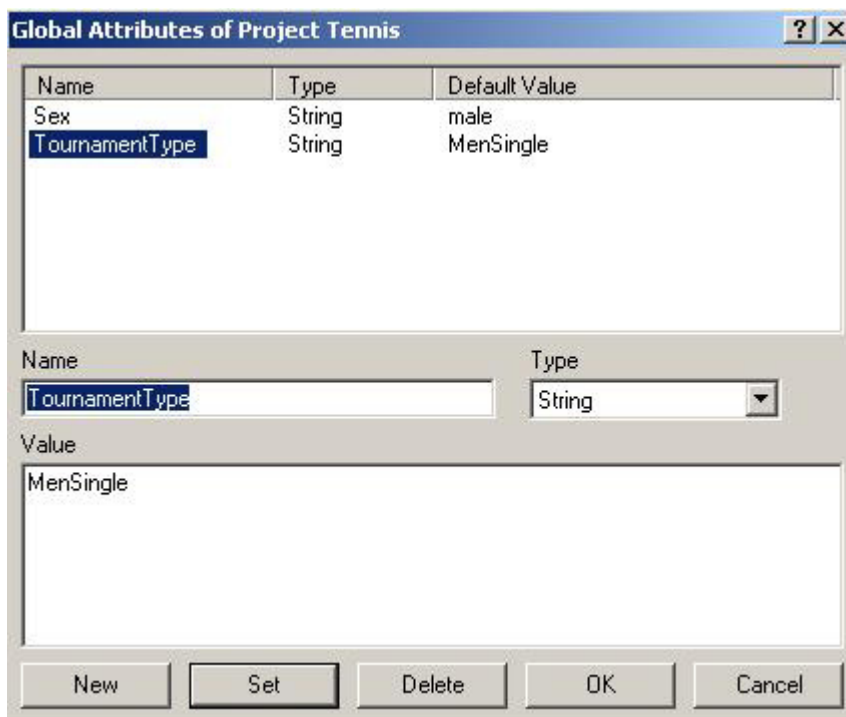 Global Attributes of Project Tennis
Name Type Default Value
Sex String male
TournamentType String MenSingle
Name Type
TournamentType String
Value
MenSingle
New Set Delete OK Cancel